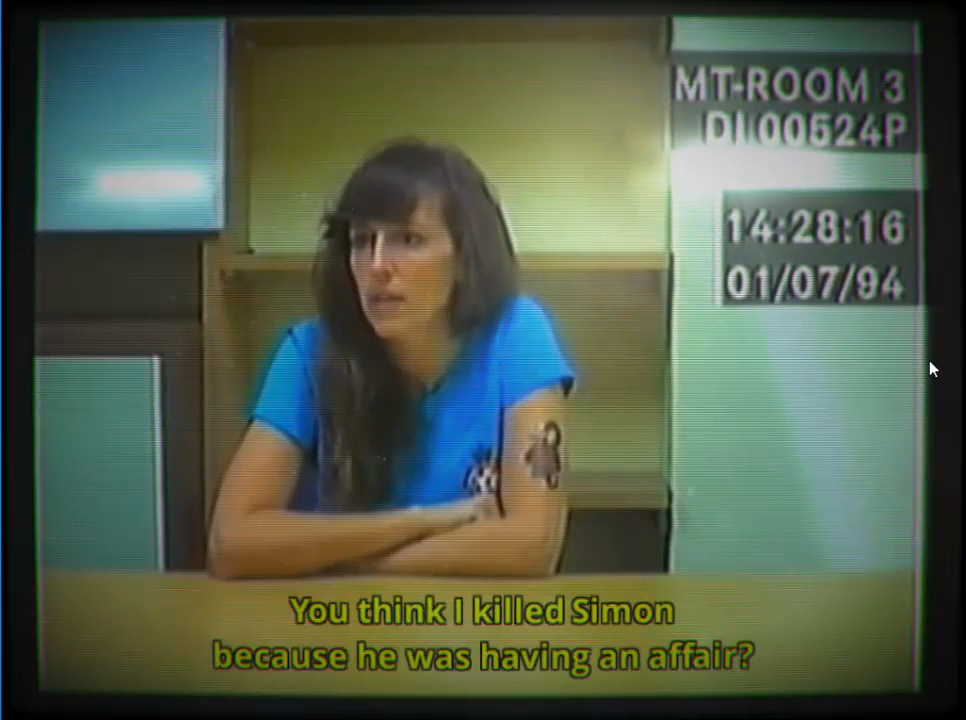 MT-ROOM 3
DI 00524P
14:28:16
01/07/94
You think I killed Simon
because he was having an affair?